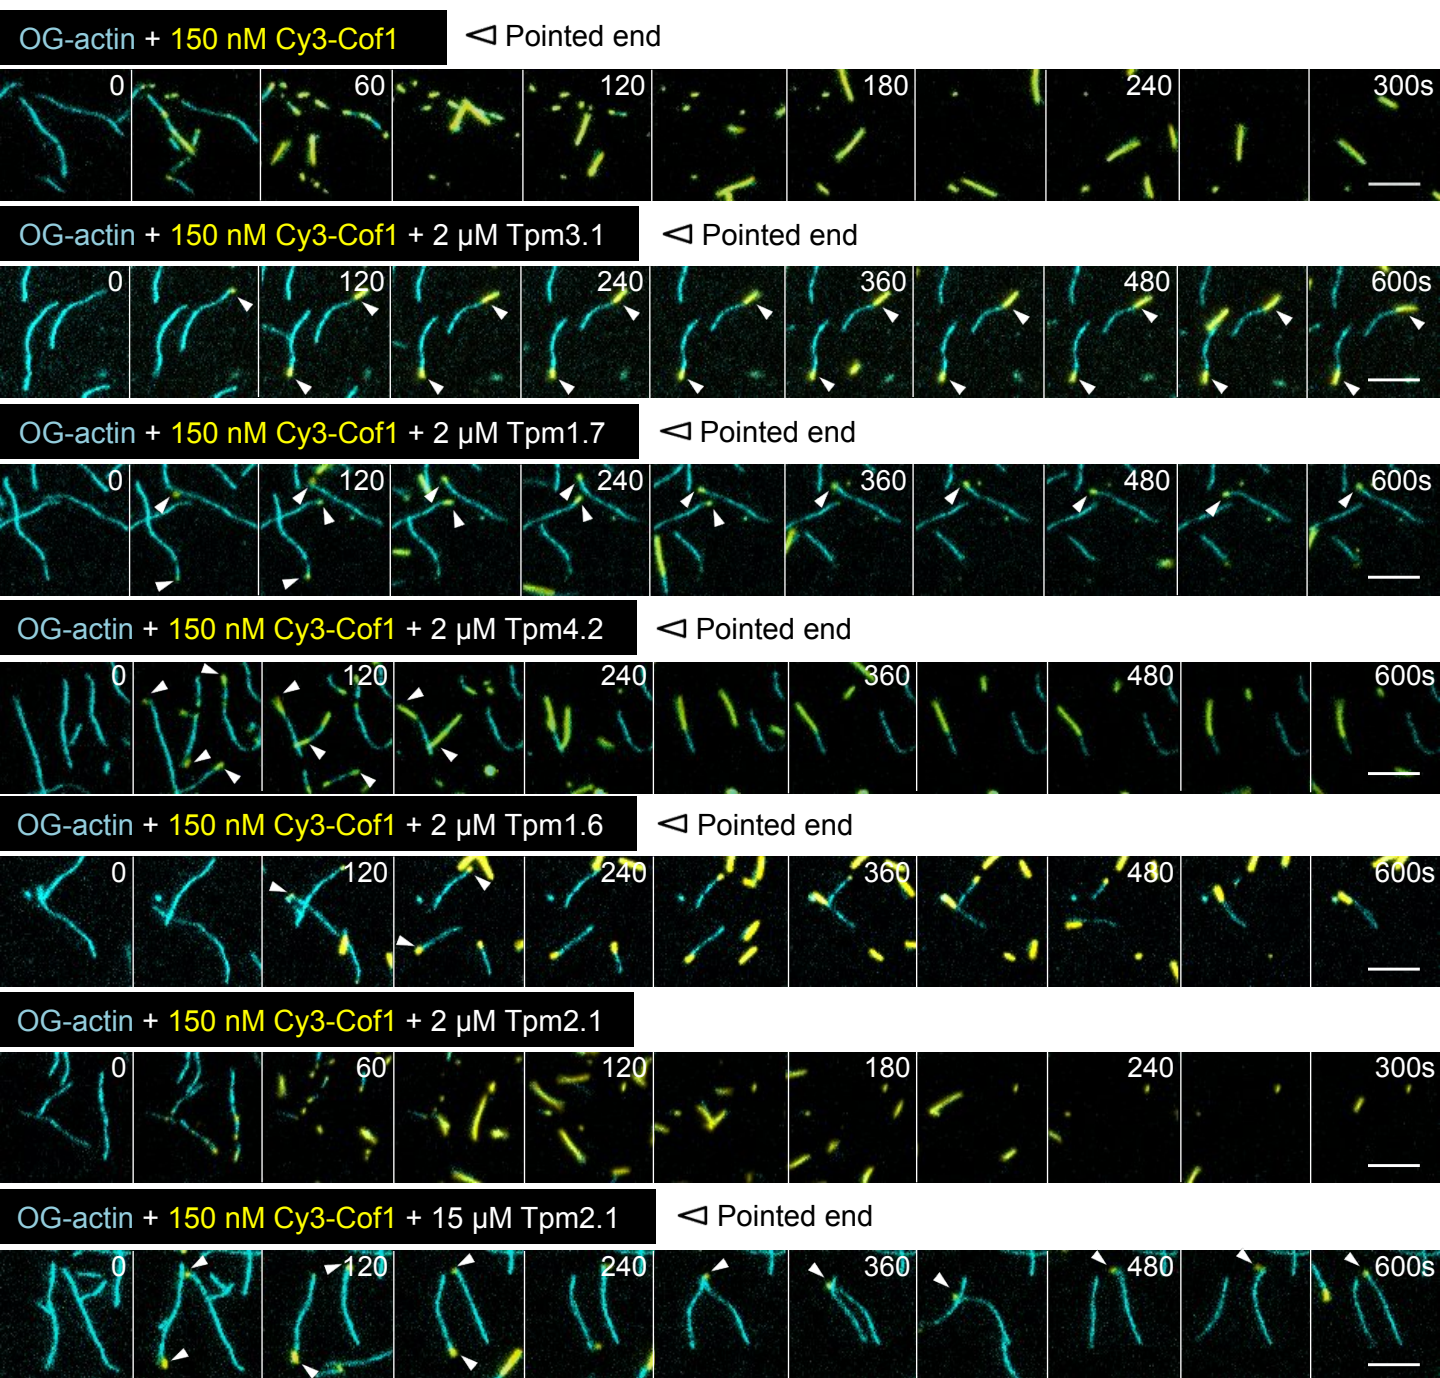 OG-actin + 150 nM Cy3-Cof1 Pointed end
0 60 120 180 240 300s
OG-actin + 150 nM Cy3-Cof1 + 2 µM Tpm3.1 Pointed end
0 120 240 360 480 600s
OG-actin + 150 nM Cy3-Cof1 + 2 µM Tpm1.7 Pointed end
0 120 240 360 480 600s
OG-actin + 150 nM Cy3-Cof1 + 2 µM Tpm4.2 Pointed end
0 120 240 360 480 600s
OG-actin + 150 nM Cy3-Cof1 + 2 µM Tpm1.6 Pointed end
0 120 240 360 480 600s
OG-actin + 150 nM Cy3-Cof1 + 2 µM Tpm2.1
0 60 120 180 240 300s
OG-actin + 150 nM Cy3-Cof1 + 15 µM Tpm2.1 Pointed end
0 120 240 360 480 600s